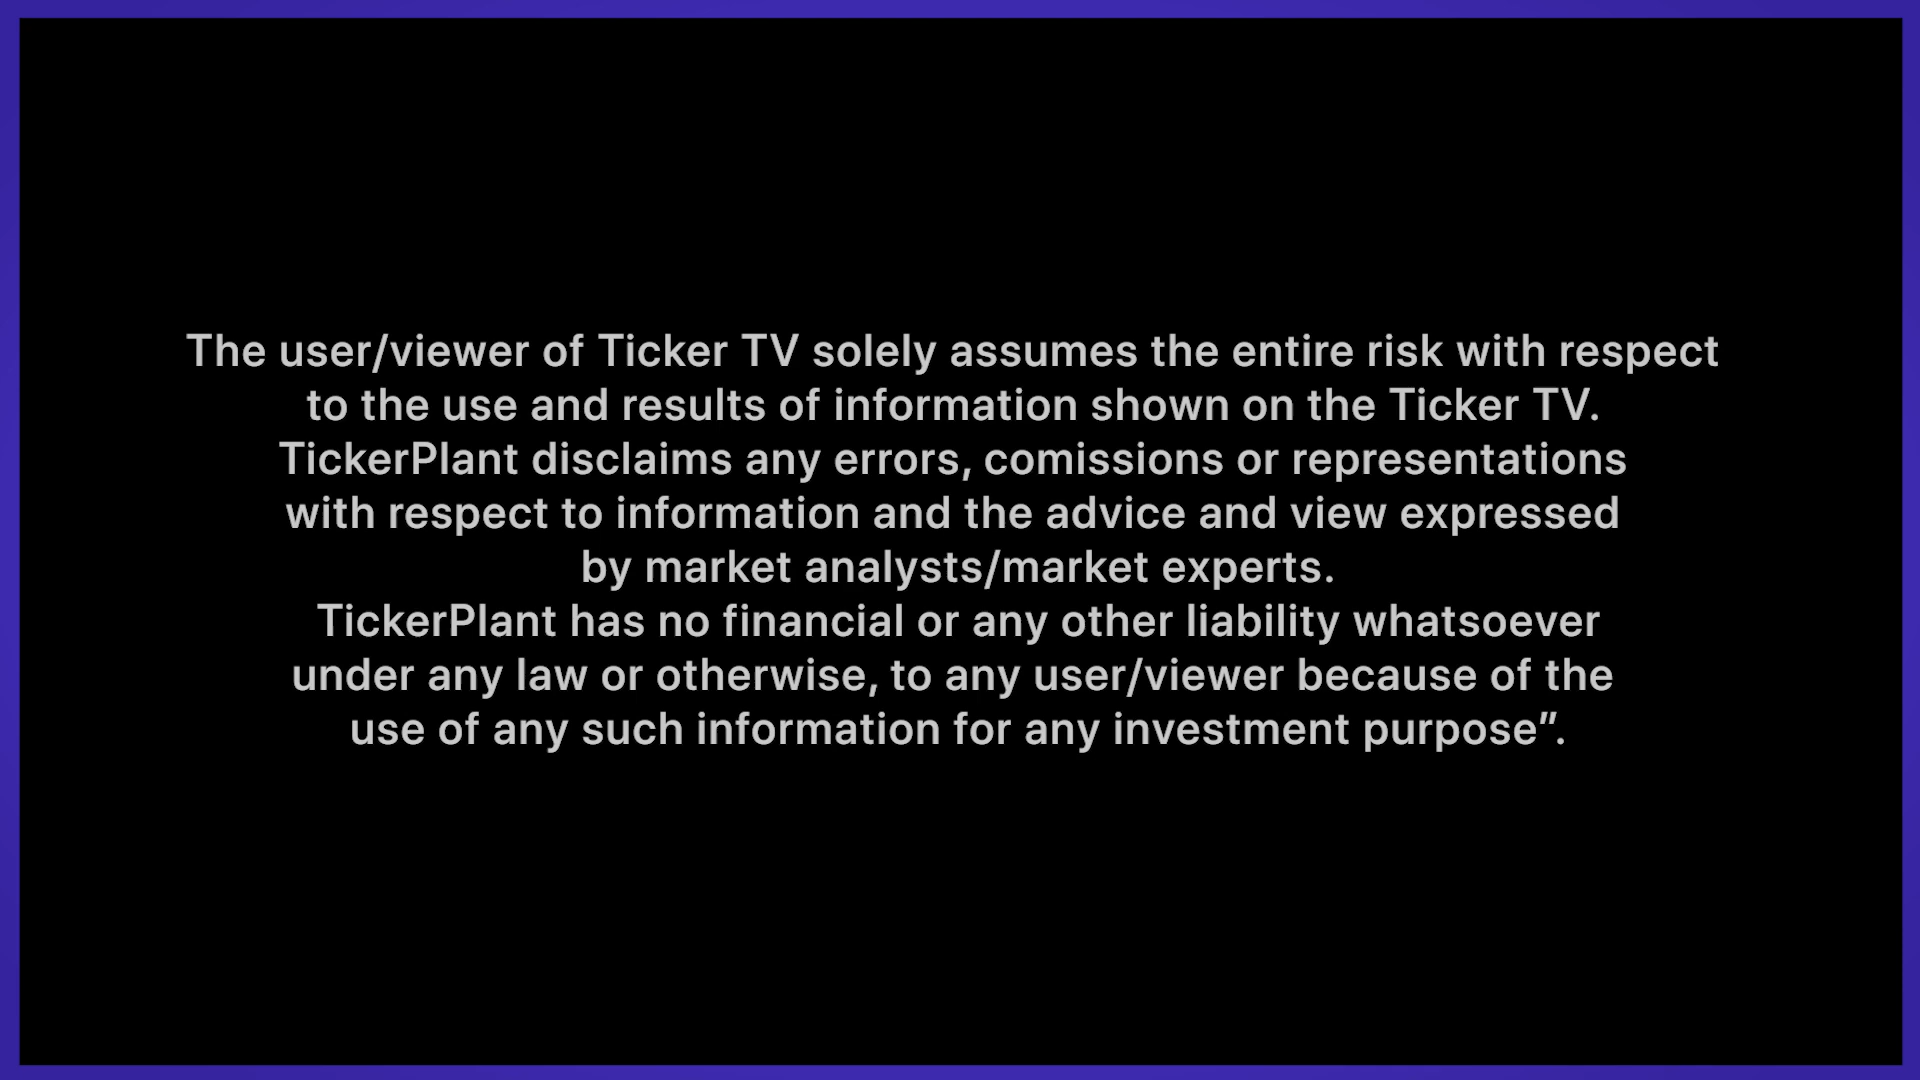 The user/viewer of Ticker TV solely assumes the entire risk with respect
to the use and results of information shown on the Ticker TV.
TickerPlant disclaims any errors, comissions or representations
with respect to information and the advice and view expressed
by market analysts/market experts.
TickerPlant has no financial or any other liability whatsoever
under any law or otherwise, to any user/viewer because of the
use of any such information for any investment purpose”.